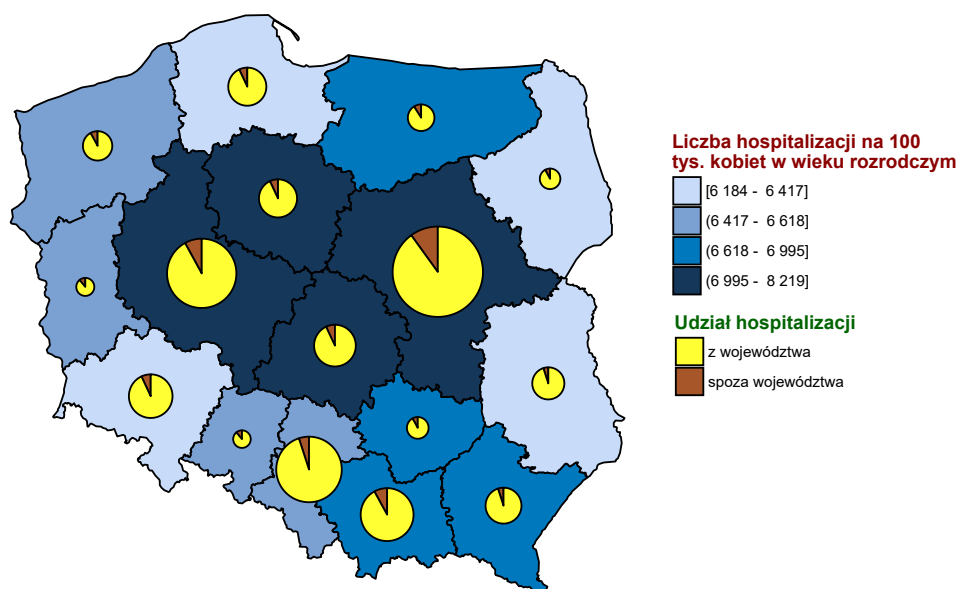 Liczba hospitalizacji na 100
tys. kobiet w wieku rozrodczym
[6 184 - 6 417]
(6 417 - 6 618]
(6 618 - 6 995]
(6 995 - 8 219]
Udział hospitalizacji
z województwa
spoza województwa